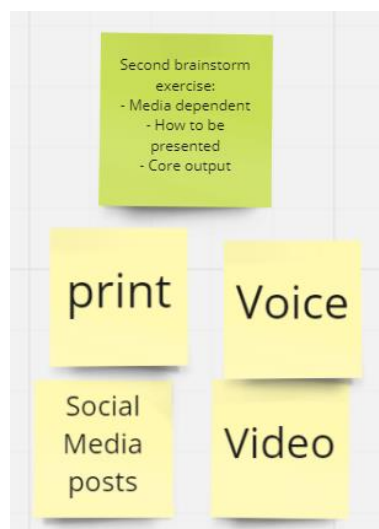 Second brainstorm
exercise:
- Media dependent
- How to be
presented
- Core output
print
Voice
Social
Media
posts
Video